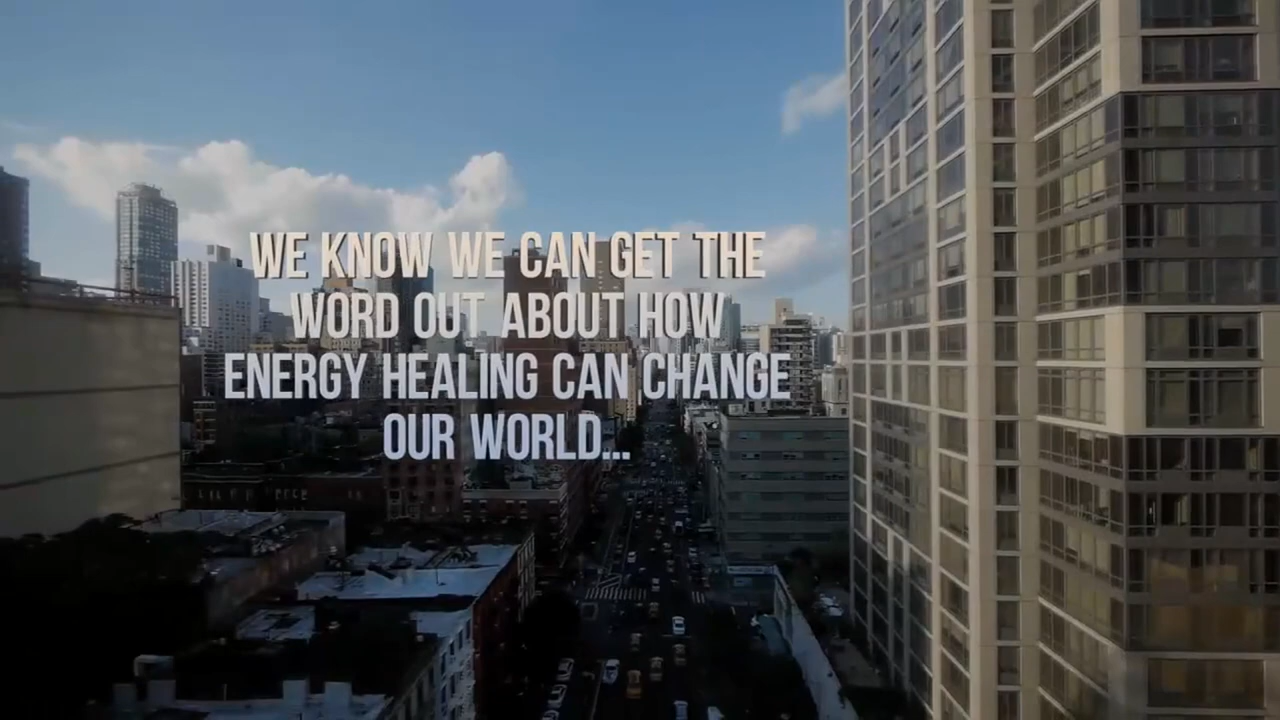 WE KNOW WE CAN GET THE
WORD OUT ABOUT HOW
ENERGY HEALING CAN CHANGE
OUR WORLD...